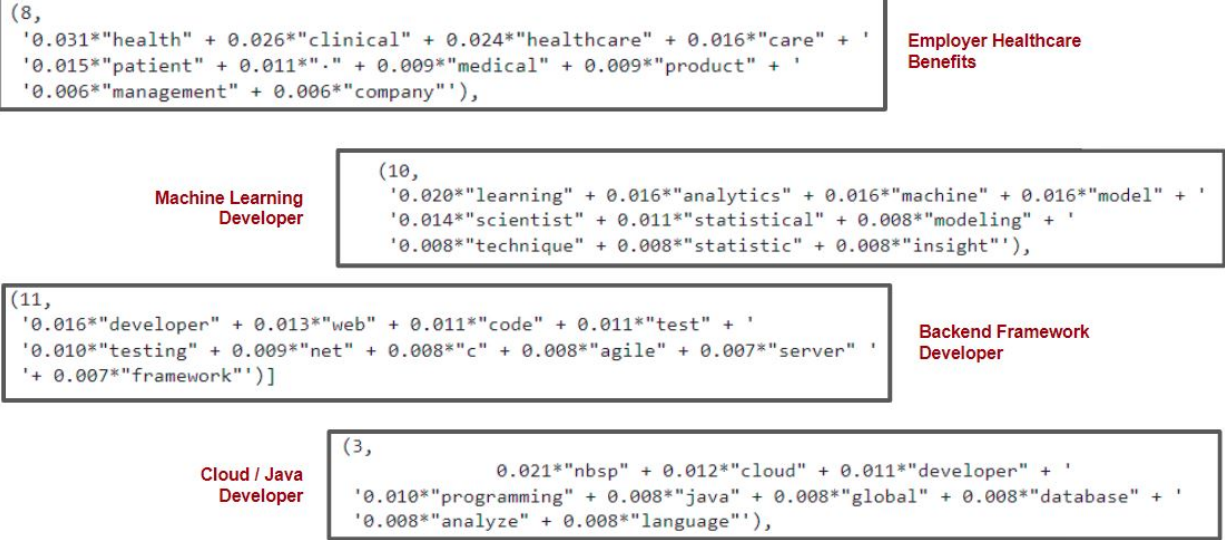 (8,
'0.031*"health" + 0.026*"clinical" + 0.024*"healthcare" + 0.016*"care" + '
'0.015*"patient" + 0.011*"·" + 0.009*"medical" + 0.009*"product" + '
'0.006*"management" + 0.006*"company"'),
Employer Healthcare
Benefits
Machine Learning
Developer
(10,
'0.020*"learning" + 0.016*"analytics" + 0.016*"machine" + 0.016*"model" + '
'0.014*"scientist" + 0.011*"statistical" + 0.008*"modeling" + '
'0.008*"technique" + 0.008*"statistic" + 0.008*"insight"'),
(11,
'0.016*"developer" + 0.013*"web" + 0.011*"code" + 0.011*"test" + '
'0.010*"testing" + 0.009*"net" + 0.008*"c" + 0.008*"agile" + 0.007*"server" '
'+ 0.007*"framework"')]
Backend Framework
Developer
Cloud / Java
Developer
(3,
0.021*"nbsp" + 0.012*"cloud" + 0.011*"developer" + '
'0.010*"programming" + 0.008*"java" + 0.008*"global" + 0.008*"database" + '
'0.008*"analyze" + 0.008*"language"'),